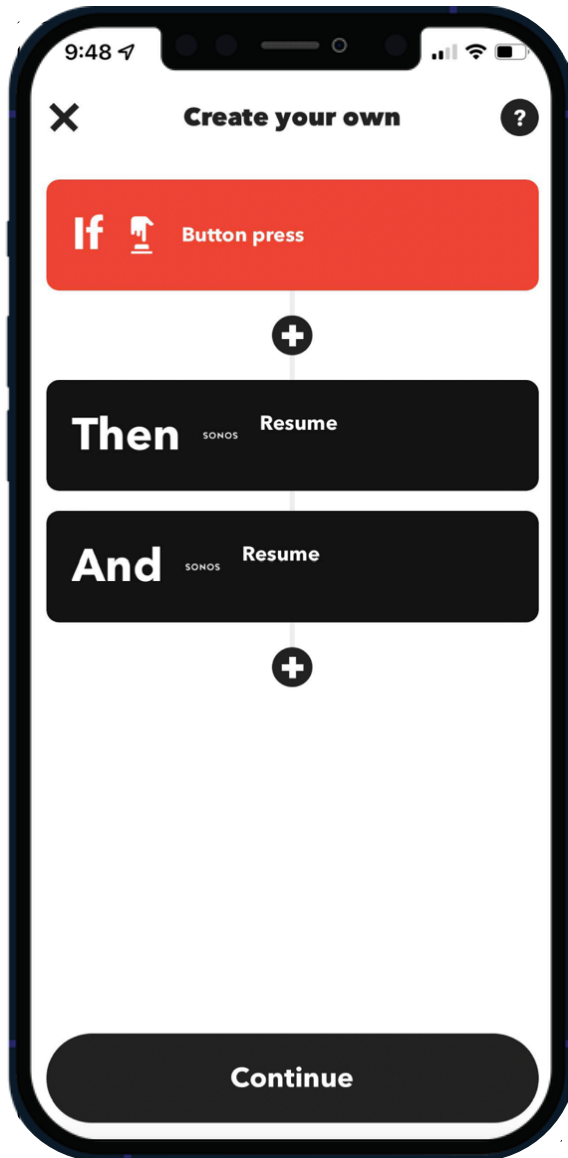 9:48
Create your own
?
If Button press
Then SONOS Resume
And SONOS Resume
Continue